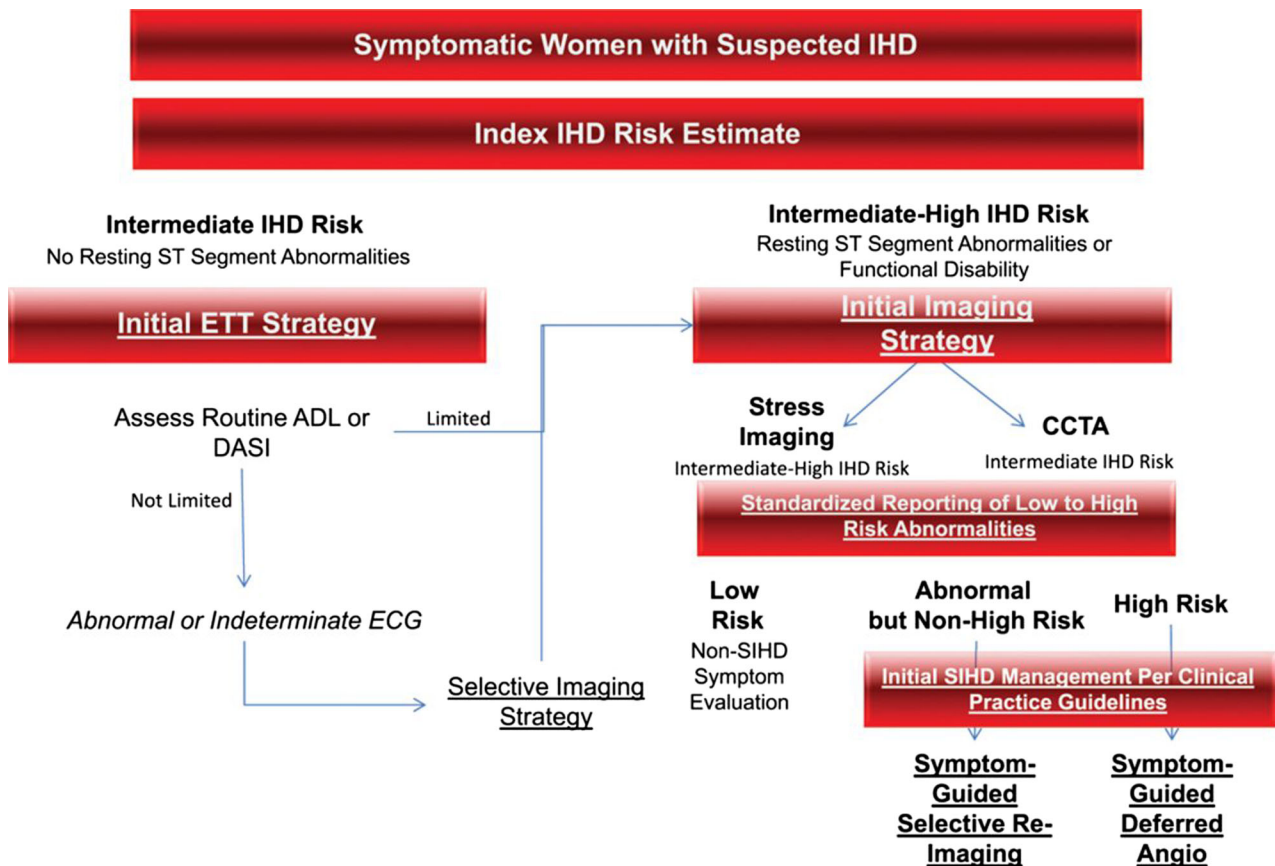 Symptomatic Women with Suspected IHD
Index IHD Risk Estimate
Intermediate IHD Risk
No Resting ST Segment Abnormalities
Initial ETT Strategy
Assess Routine ADL or
DASI
Limited
Not Limited
Abnormal or Indeterminate ECG
Selective Imaging
Strategy
Intermediate-High IHD Risk
Resting ST Segment Abnormalities or
Functional Disability
Initial Imaging
Strategy
Stress
Imaging
Intermediate-High IHD Risk
CCTA
Intermediate IHD Risk
Standardized Reporting of Low to High
Risk Abnormalities
Low
Risk
Non-SIHD
Symptom
Evaluation
Abnormal
but Non-High Risk
High Risk
Initial SIHD Management Per Clinical
Practice Guidelines
Symptom-
Guided
Selective Re-
Imaging
Symptom-
Guided
Deferred
Angio